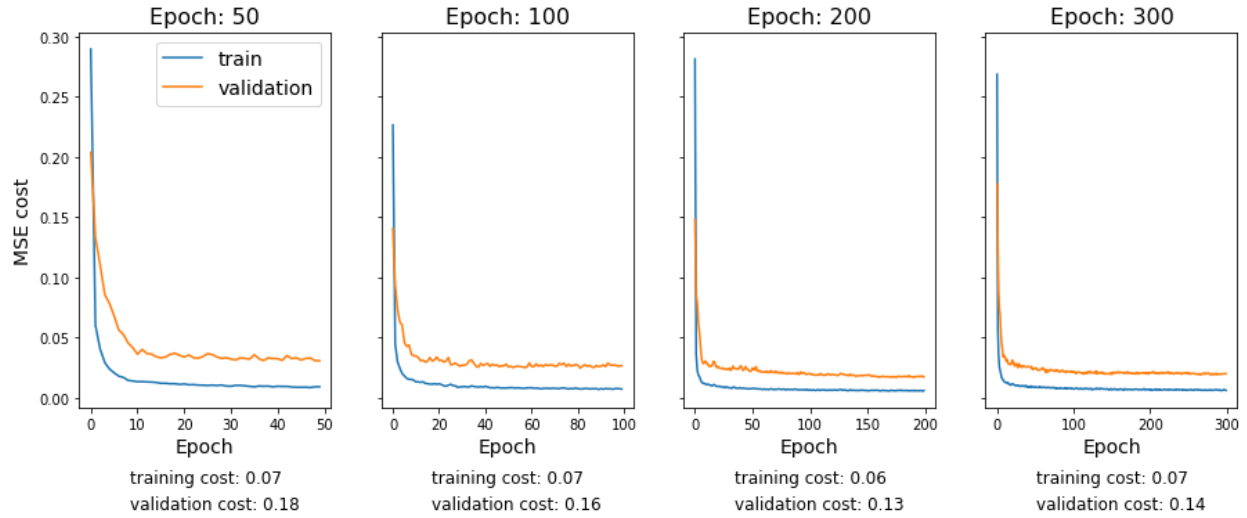 Epoch: 50
Epoch: 100
Epoch: 200
Epoch: 300
train
validation
MSE cost
0.30
0.25
0.20
0.15
0.10
0.05
0.00
0 10 20 30 40 50
0 20 40 60 80 100
0 50 100 150 200
0 100 200 300
Epoch
Epoch
Epoch
Epoch
training cost: 0.07
validation cost: 0.18
training cost: 0.07
validation cost: 0.16
training cost: 0.06
validation cost: 0.13
training cost: 0.07
validation cost: 0.14